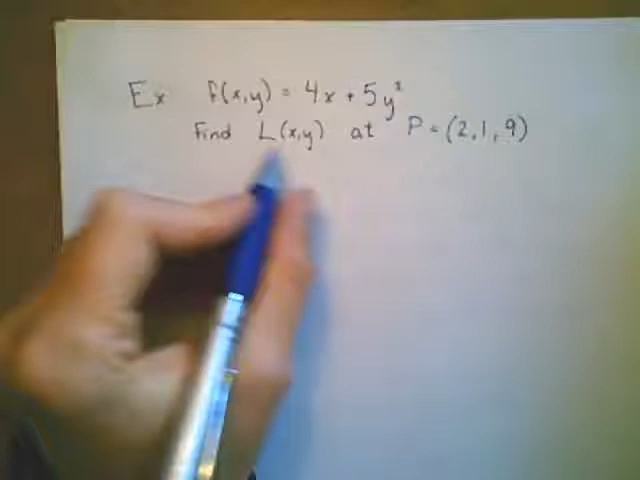 Ex f(x,y) = 4x + 5y²
Find L(x,y) at P = (2,1,9)